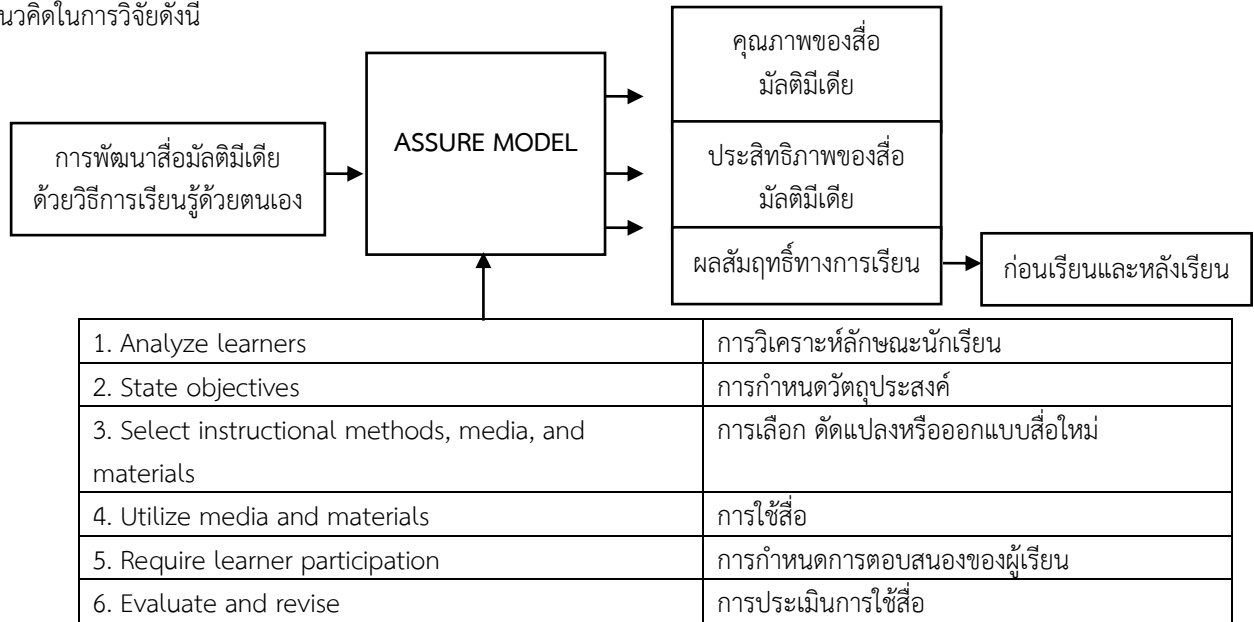 นวคิดในการวิจัยดังนี้
คุณภาพของสื่อ
มัลติมีเดีย
ASSURE MODEL
การพัฒนาสื่อมัลติมีเดีย
ด้วยวิธีการเรียนรู้ด้วยตนเอง
ประสิทธิภาพของสื่อ
มัลติมีเดีย
ผลสัมฤทธิ์ทางการเรียน
ก่อนเรียนและหลังเรียน
1. Analyze learners
การวิเคราะห์ลักษณะนักเรียน
2. State objectives
การกำหนดวัตถุประสงค์
3. Select instructional methods, media, and
materials
การเลือก ดัดแปลงหรือออกแบบสื่อใหม่
4. Utilize media and materials
การใช้สื่อ
5. Require learner participation
การกำหนดการตอบสนองของผู้เรียน
6. Evaluate and revise
การประเมินการใช้สื่อ